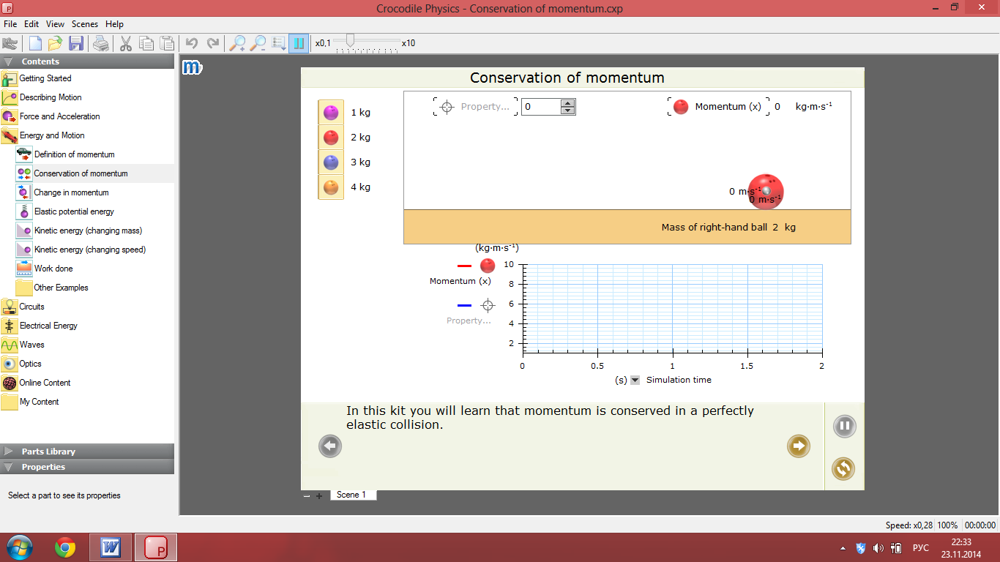 Crocodile Physics - Conservation of momentum.cxp
File Edit View Scenes Help
x0,1 x10
Contents
Getting Started
Describing Motion
Force and Acceleration
Energy and Motion
Definition of momentum
Conservation of momentum
Change in momentum
Elastic potential energy
Kinetic energy (changing mass)
Kinetic energy (changing speed)
Work done
Other Examples
Circuits
Electrical Energy
Waves
Optics
Online Content
My Content
Parts Library
Properties
Select a part to see its properties
m
Conservation of momentum
1 kg
2 kg
3 kg
4 kg
Property... 0
Momentum (x) 0 kg·m·s⁻¹
0 m·s⁻¹
0 m·s⁻¹
Mass of right-hand ball 2 kg
(kg·m·s⁻¹)
Momentum (x)
Property...
10
8
6
4
2
0 0.5 1 1.5 2
(s) Simulation time
In this kit you will learn that momentum is conserved in a perfectly
elastic collision.
Scene 1
Speed: x0,28 100% 00:00:00
W P РУС 22:33
23.11.2014